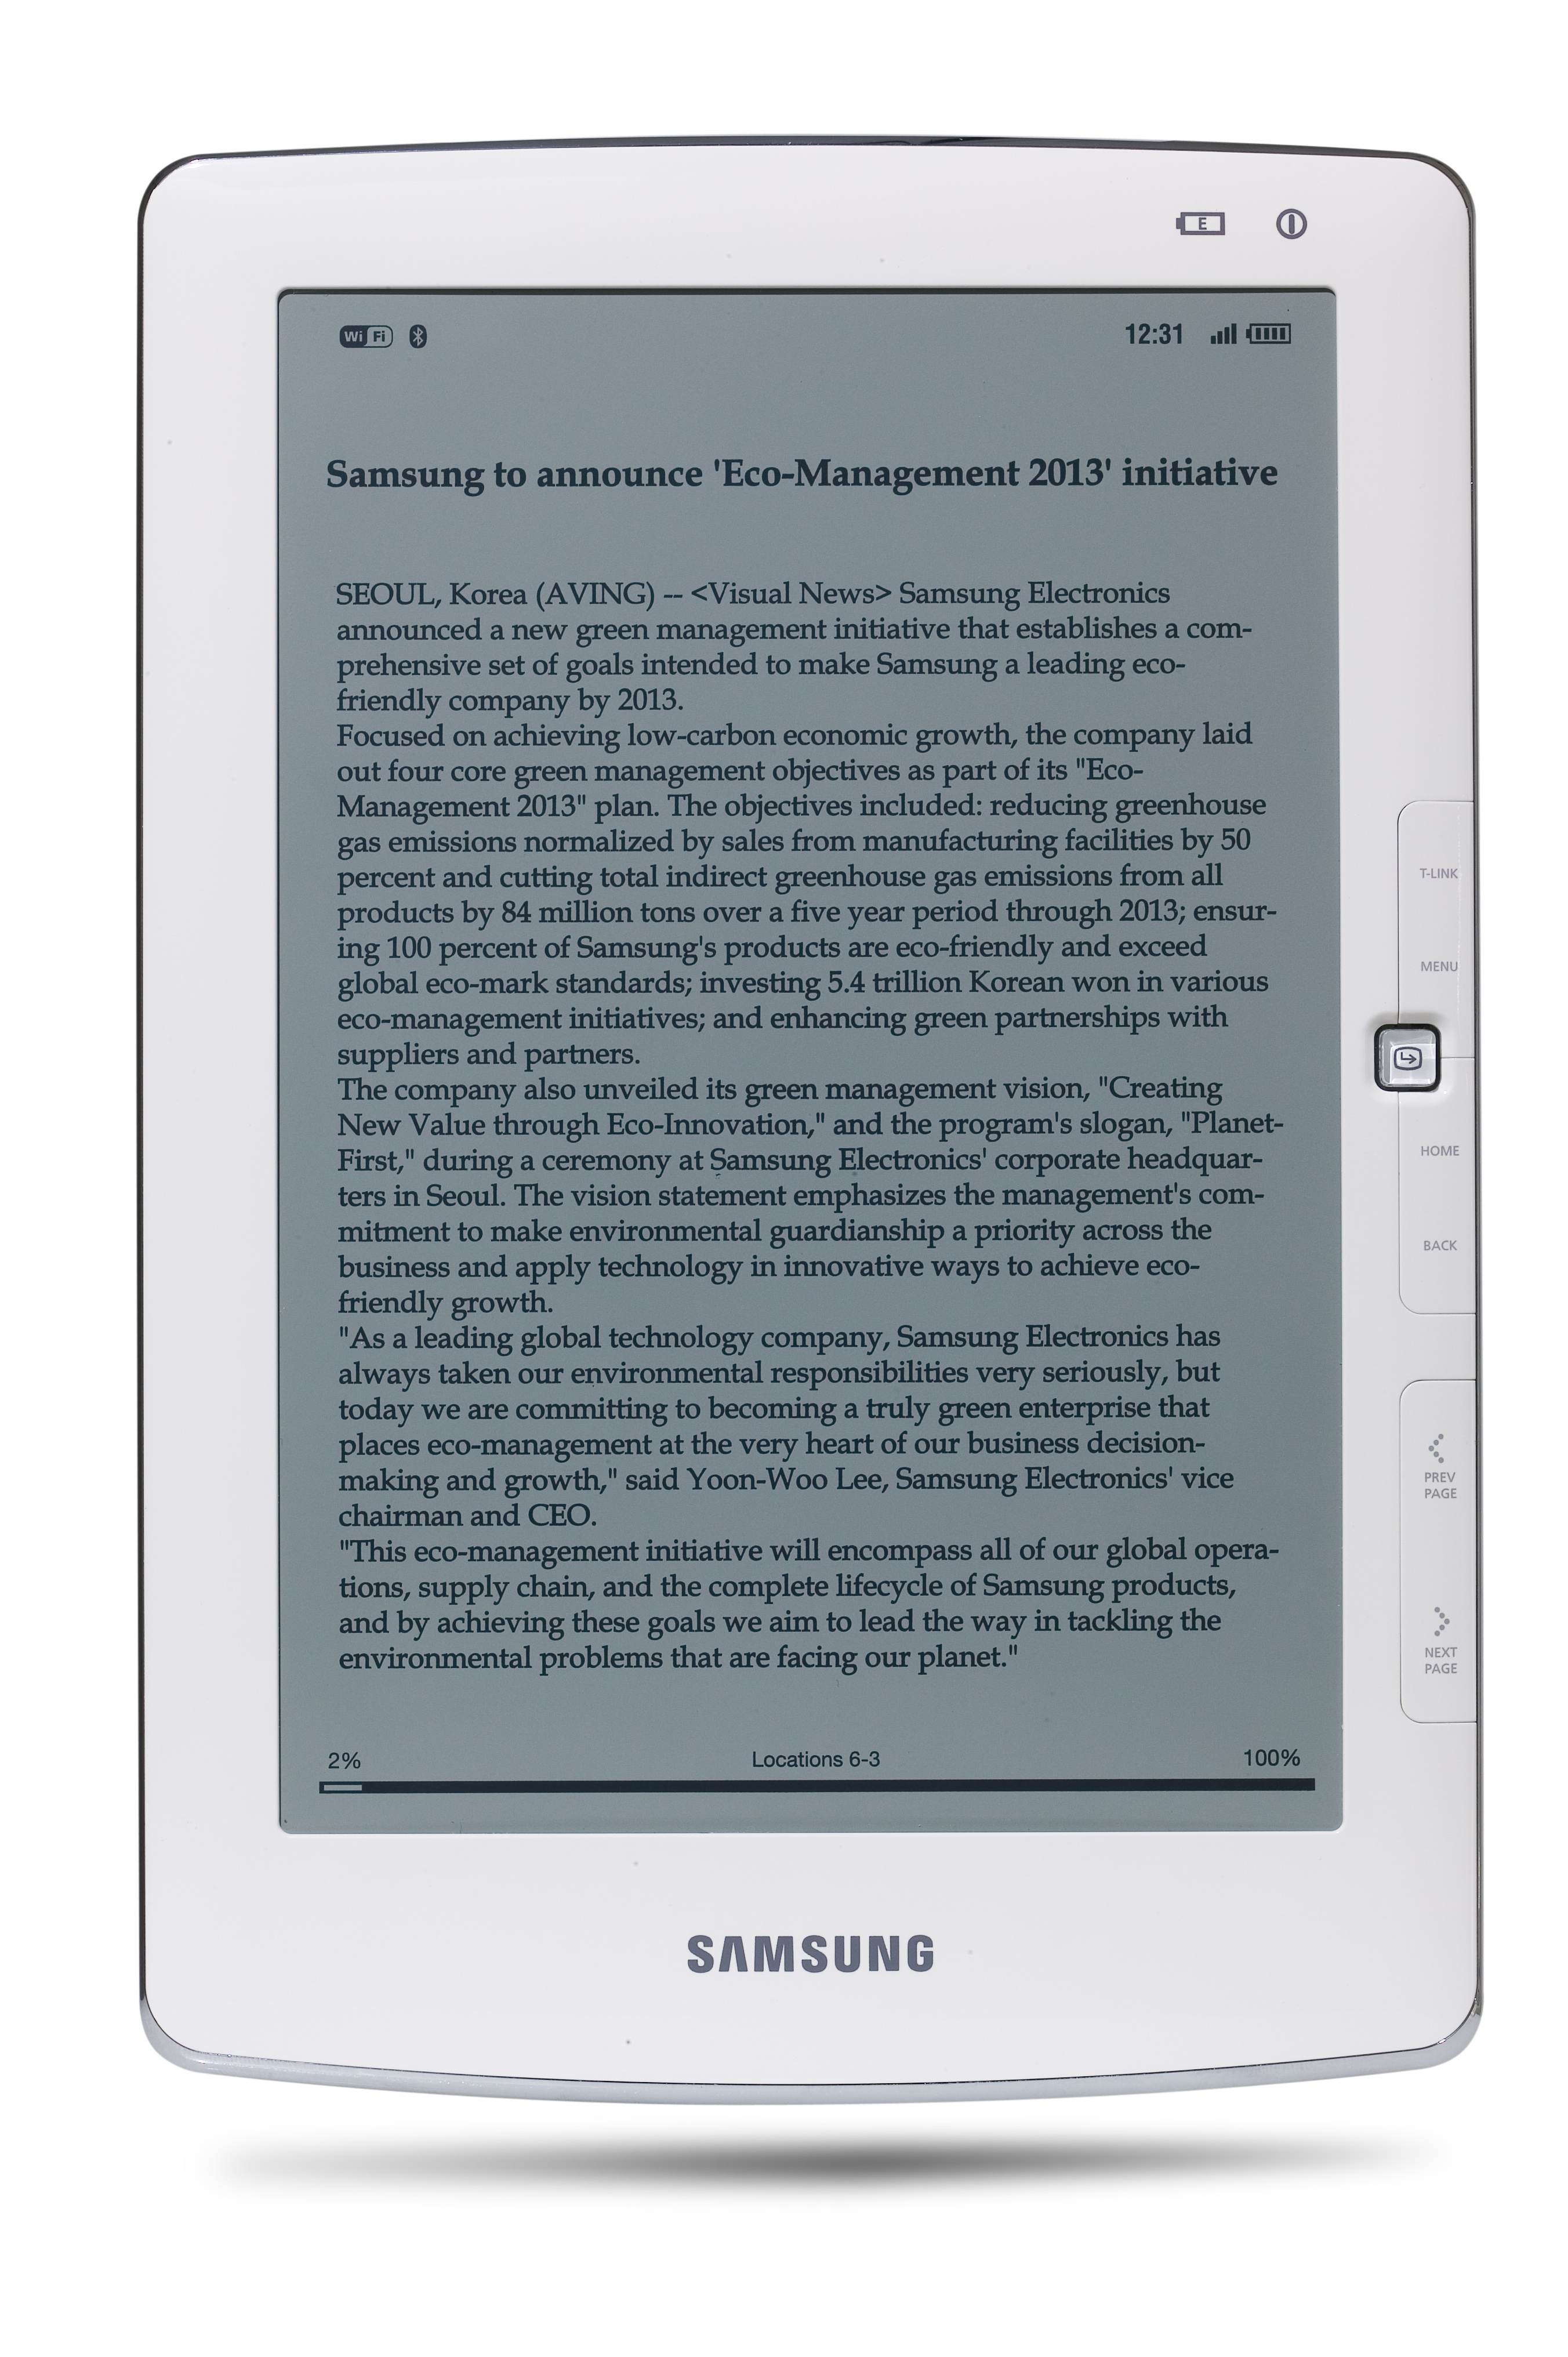 E
Wi Fi
12:31
Samsung to announce 'Eco-Management 2013' initiative
SEOUL, Korea (AVING) -- <Visual News> Samsung Electronics
announced a new green management initiative that establishes a com-
prehensive set of goals intended to make Samsung a leading eco-
friendly company by 2013.
Focused on achieving low-carbon economic growth, the company laid
out four core green management objectives as part of its "Eco-
Management 2013" plan. The objectives included: reducing greenhouse
gas emissions normalized by sales from manufacturing facilities by 50
percent and cutting total indirect greenhouse gas emissions from all
products by 84 million tons over a five year period through 2013; ensur-
ing 100 percent of Samsung's products are eco-friendly and exceed
global eco-mark standards; investing 5.4 trillion Korean won in various
eco-management initiatives; and enhancing green partnerships with
suppliers and partners.
The company also unveiled its green management vision, "Creating
New Value through Eco-Innovation," and the program's slogan, "Planet-
First," during a ceremony at Samsung Electronics' corporate headquar-
ters in Seoul. The vision statement emphasizes the management's com-
mitment to make environmental guardianship a priority across the
business and apply technology in innovative ways to achieve eco-
friendly growth.
"As a leading global technology company, Samsung Electronics has
always taken our environmental responsibilities very seriously, but
today we are committing to becoming a truly green enterprise that
places eco-management at the very heart of our business decision-
making and growth," said Yoon-Woo Lee, Samsung Electronics' vice
chairman and CEO.
"This eco-management initiative will encompass all of our global opera-
tions, supply chain, and the complete lifecycle of Samsung products,
and by achieving these goals we aim to lead the way in tackling the
environmental problems that are facing our planet."
2% Locations 6-3 100%
T-LINK
MENU
HOME
BACK
PREV
PAGE
NEXT
PAGE
SAMSUNG